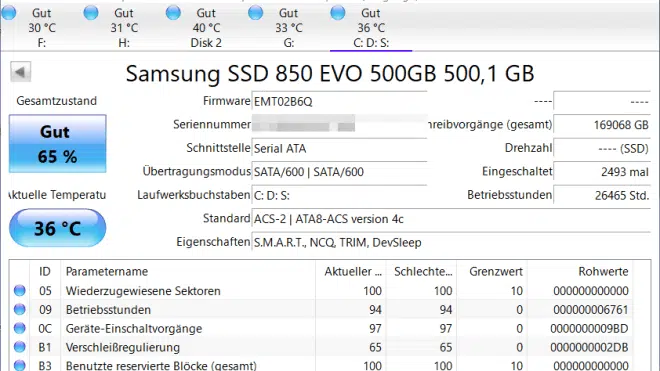 Gut Gut Gut Gut Gut
30 °C 31 °C 40 °C 33 °C 36 °C
F: H: Disk 2 G: C: D: S:
Samsung SSD 850 EVO 500GB 500,1 GB
Gesamtzustand
Gut
65 %
Aktuelle Temperatu
36 °C
Firmware EMT02B6Q ---- ----
Seriennummer hreibvorgänge (gesamt) 169068 GB
Schnittstelle Serial ATA Drehzahl ---- (SSD)
Übertragungsmodus SATA/600 | SATA/600 Eingeschaltet 2493 mal
Laufwerksbuchstaben C: D: S: Betriebsstunden 26465 Std.
Standard ACS-2 | ATA8-ACS version 4c
Eigenschaften S.M.A.R.T., NCQ, TRIM, DevSleep
ID Parametername Aktueller ... Schlechte... Grenzwert Rohwerte
05 Wiederzugewiesene Sektoren 100 100 10 000000000000
09 Betriebsstunden 94 94 0 000000006761
0C Geräte-Einschaltvorgänge 97 97 0 0000000009BD
B1 Verschleißregulierung 65 65 0 0000000002DB
B3 Benutzte reservierte Blöcke (gesamt) 100 100 10 000000000000